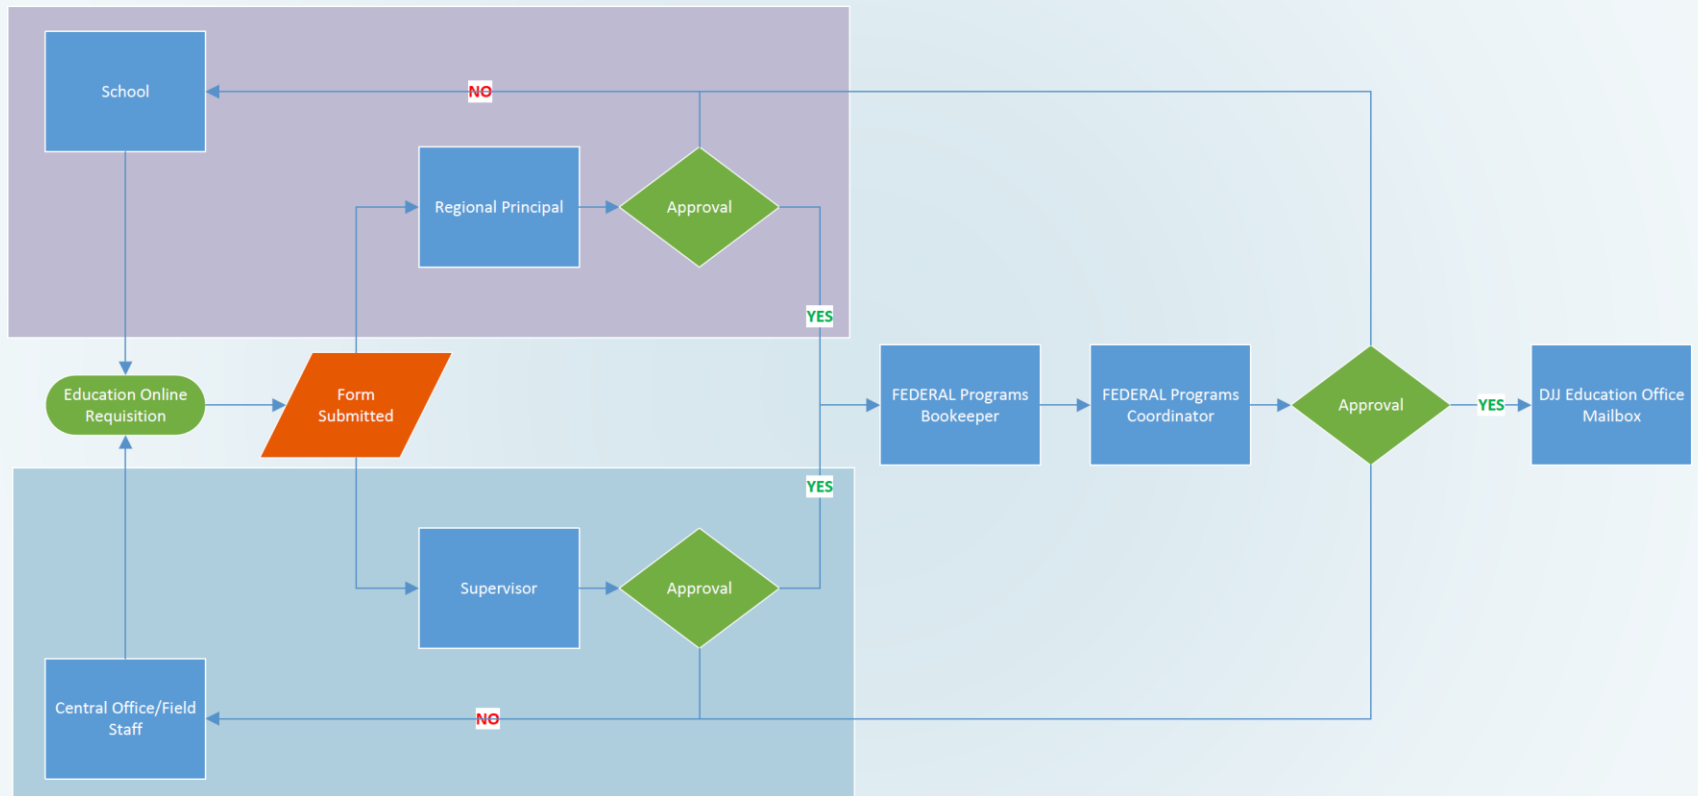 School
NO
Regional Principal
Approval
YES
Education Online
Requisition
Form
Submitted
FEDERAL Programs
Bookeeper
FEDERAL Programs
Coordinator
Approval
YES
DJJ Education Office
Mailbox
YES
Supervisor
Approval
Central Office/Field
Staff
NO